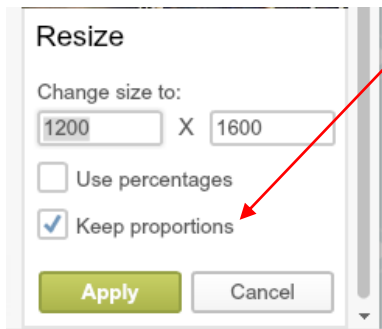 Resize
Change size to:
1200 X 1600
Use percentages
Keep proportions
Apply Cancel